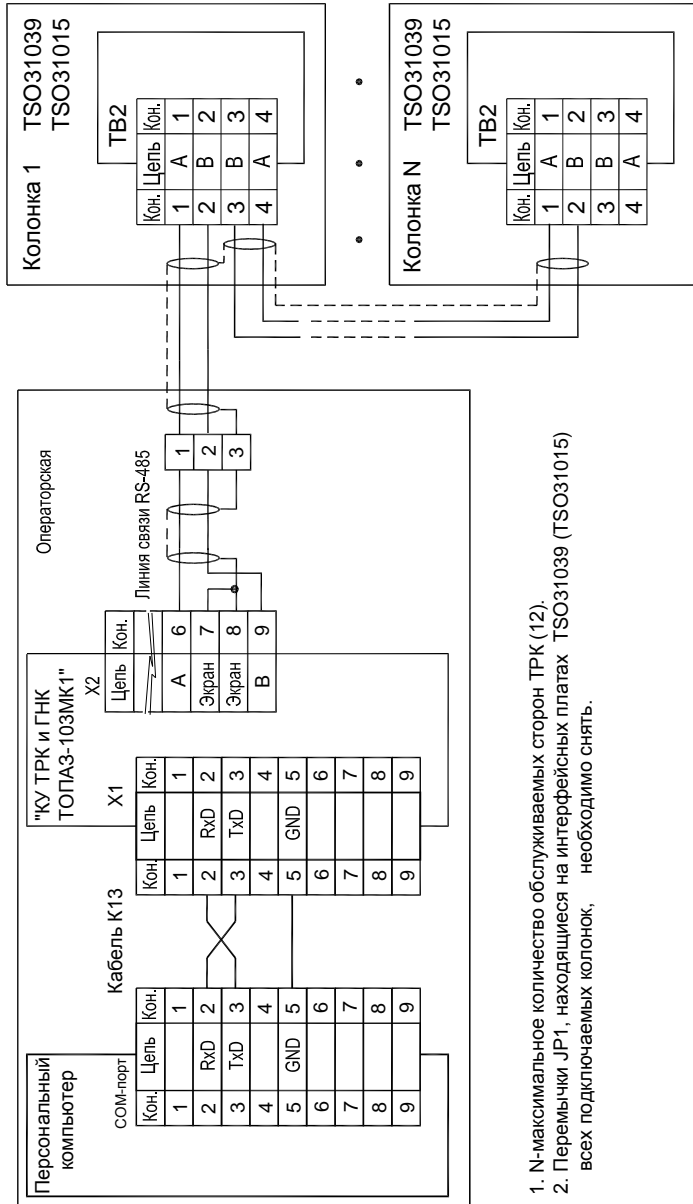 Персональный
компьютер
COM-порт
Кон. Цепь Кон.
1 1
2 RxD 2
3 TxD 3
4 4
5 GND 5
6 6
7 7
8 8
9 9
Кабель К13
"КУ ТРК и ГНК
ТОПАЗ-103МК1"
X1
Кон. Цепь Кон.
1 1
2 RxD 2
3 TxD 3
4 4
5 GND 5
6 6
7 7
8 8
9 9
X2
Цепь Кон.
A 6
Экран 7
Экран 8
B 9
Операторская
Линия связи RS-485
1
2
3
Колонка 1 TSO31039
TSO31015
TB2
Кон. Цепь Кон.
1 A 1
2 B 2
3 B 3
4 A 4
Колонка N TSO31039
TSO31015
TB2
Кон. Цепь Кон.
1 A 1
2 B 2
3 B 3
4 A 4
1. N-максимальное количество обслуживаемых сторон ТРК (12).
2. Перемычки JP1, находящиеся на интерфейсных платах TSO31039 (TSO31015)
всех подключаемых колонок, необходимо снять.